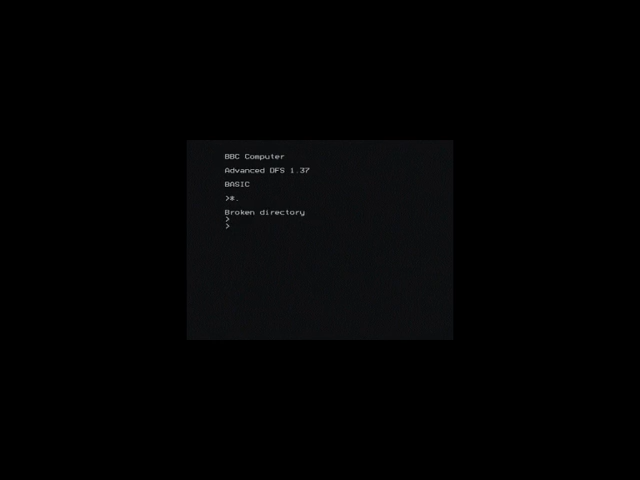 BBC Computer
Advanced DFS 1.37
BASIC
>*.
Broken directory
>
>